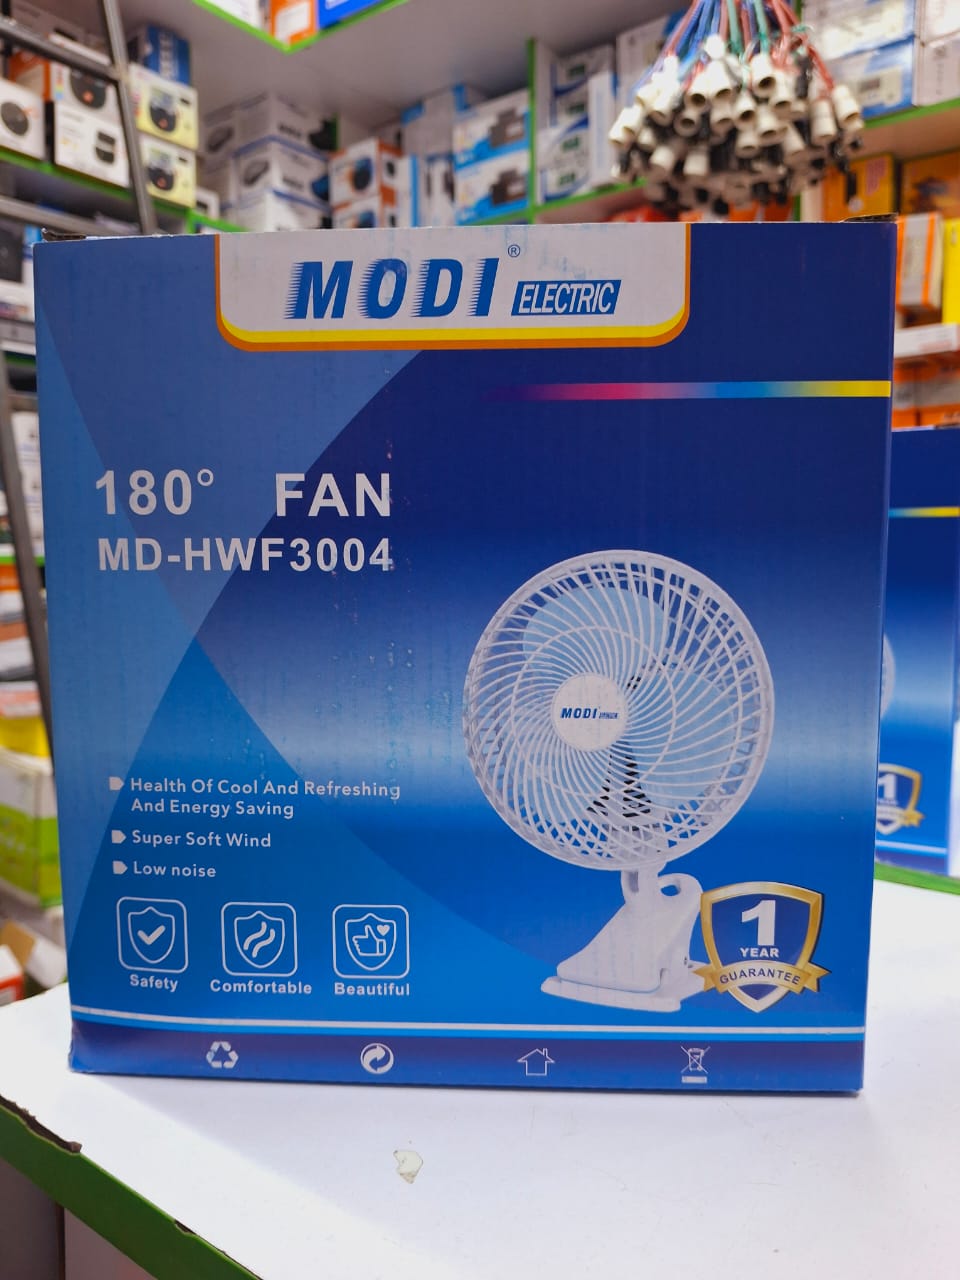 MODI® ELECTRIC
180° FAN
MD-HWF3004
MODI
Health Of Cool And Refreshing
And Energy Saving
Super Soft Wind
Low noise
Safety
Comfortable
Beautiful
1
YEAR
GUARANTEE
1